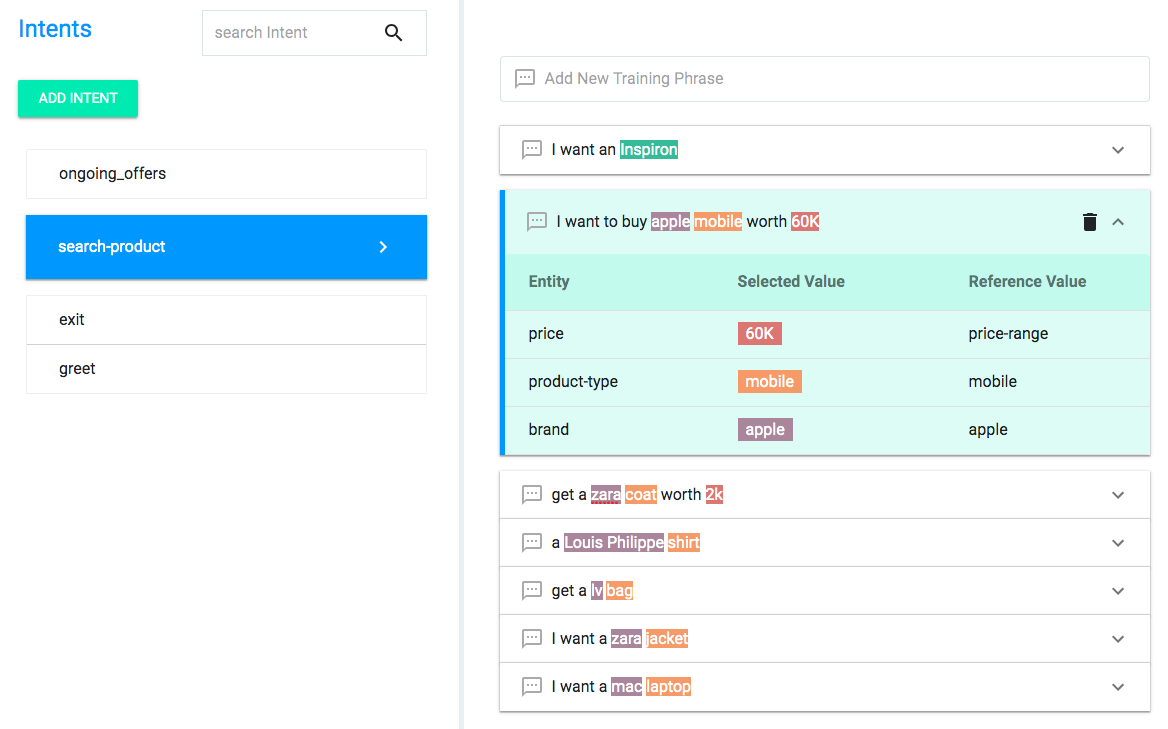 Intents
search Intent
ADD INTENT
ongoing_offers
search-product
exit
greet
Add New Training Phrase
I want an Inspiron
I want to buy apple mobile worth 60K
Entity Selected Value Reference Value
price 60K price-range
product-type mobile mobile
brand apple apple
get a zara coat worth 2k
a Louis Philippe shirt
get a lv bag
I want a zara jacket
I want a mac laptop